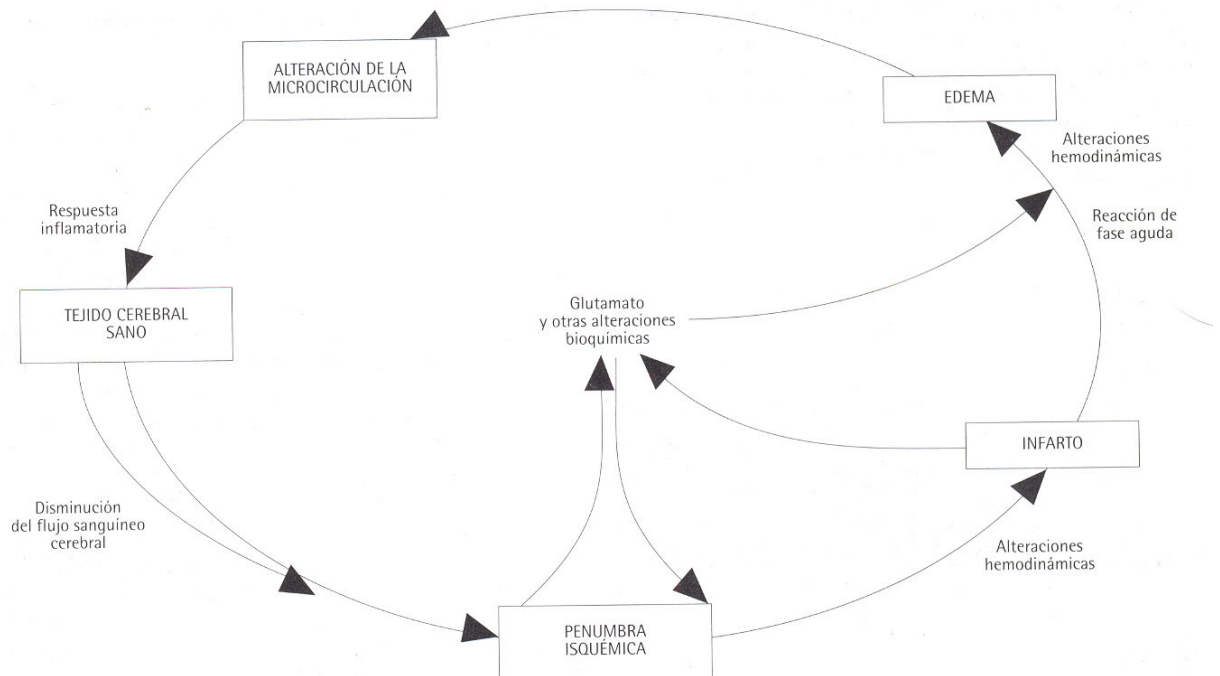 ALTERACIÓN DE LA
MICROCIRCULACIÓN
EDEMA
Alteraciones
hemodinámicas
Respuesta
inflamatoria
Reacción de
fase aguda
TEJIDO CEREBRAL
SANO
Glutamato
y otras alteraciones
bioquímicas
INFARTO
Disminución
del flujo sanguíneo
cerebral
Alteraciones
hemodinámicas
PENUMBRA
ISQUÉMICA